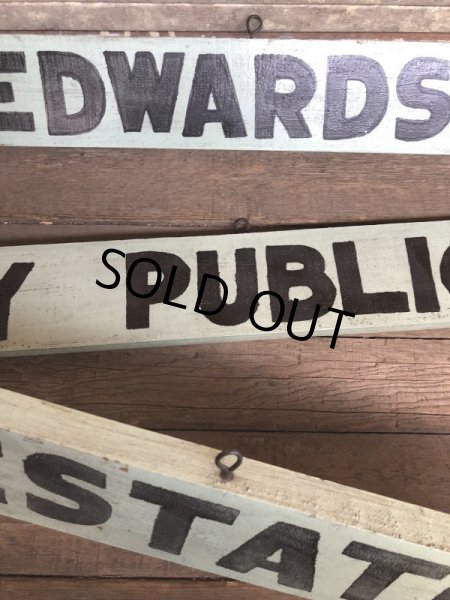 EDWARDS
Y PUBLIC
SOLD OUT
ESTAT